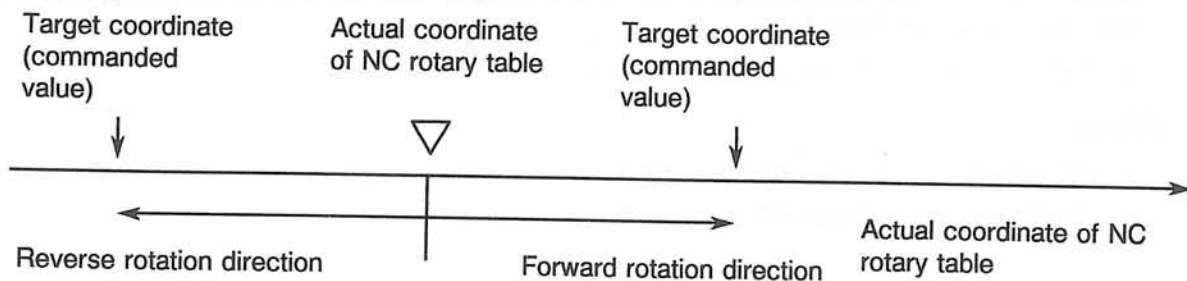 Target coordinate
(commanded
value)
Actual coordinate
of NC rotary table
Target coordinate
(commanded
value)
Reverse rotation direction
Forward rotation direction
Actual coordinate of NC
rotary table